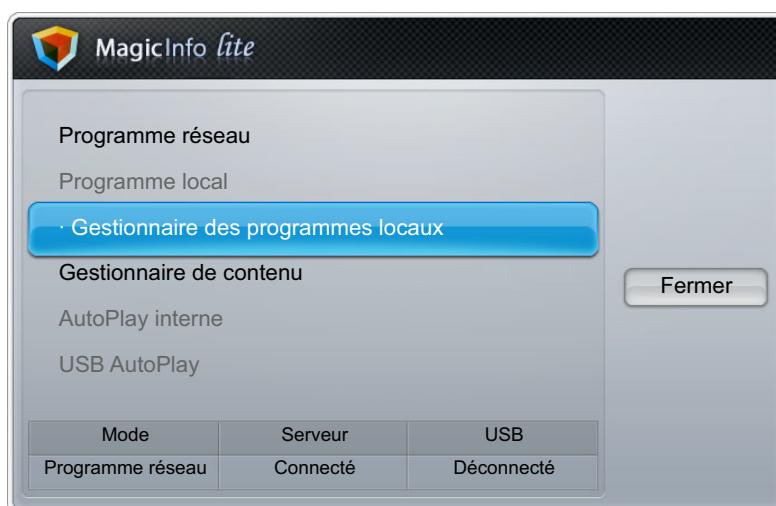 MagicInfo lite
Programme réseau
Programme local
· Gestionnaire des programmes locaux
Gestionnaire de contenu
Fermer
AutoPlay interne
USB AutoPlay
Mode Serveur USB
Programme réseau Connecté Déconnecté